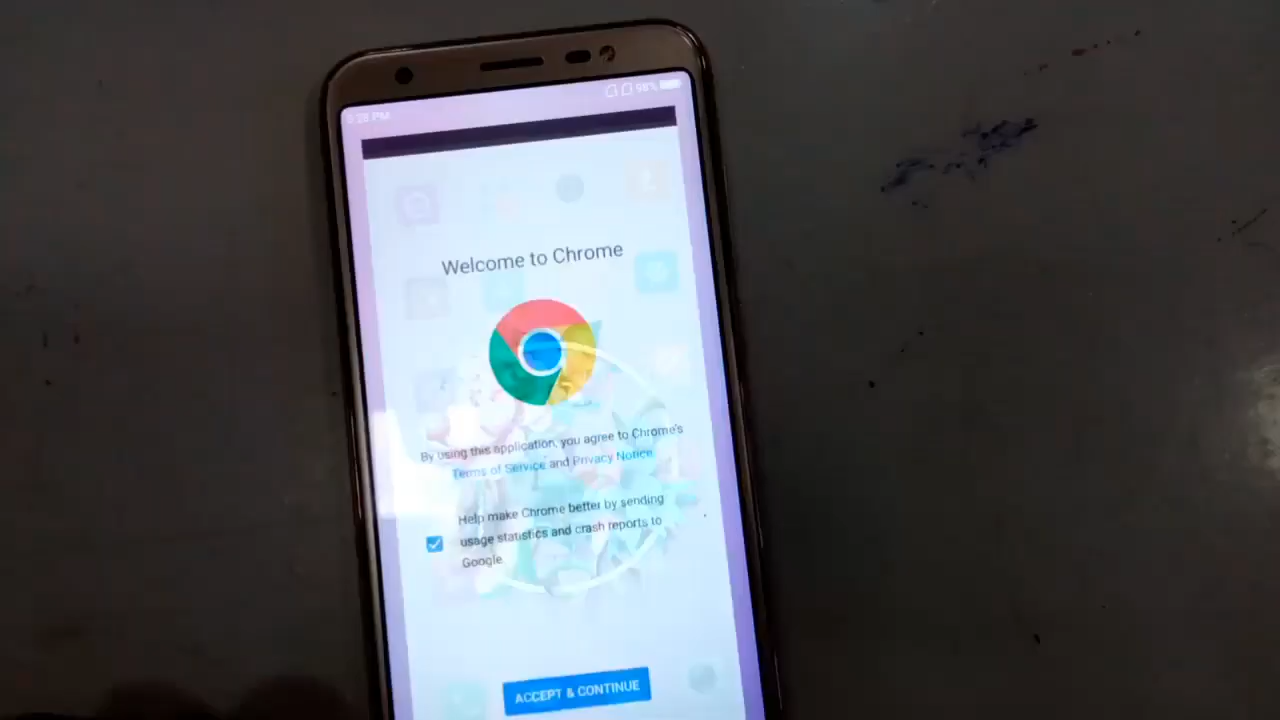 98%
Welcome to Chrome
By using this application, you agree to Chrome's
Terms of Service and Privacy Notice.
Help make Chrome better by sending
usage statistics and crash reports to
Google.
ACCEPT & CONTINUE